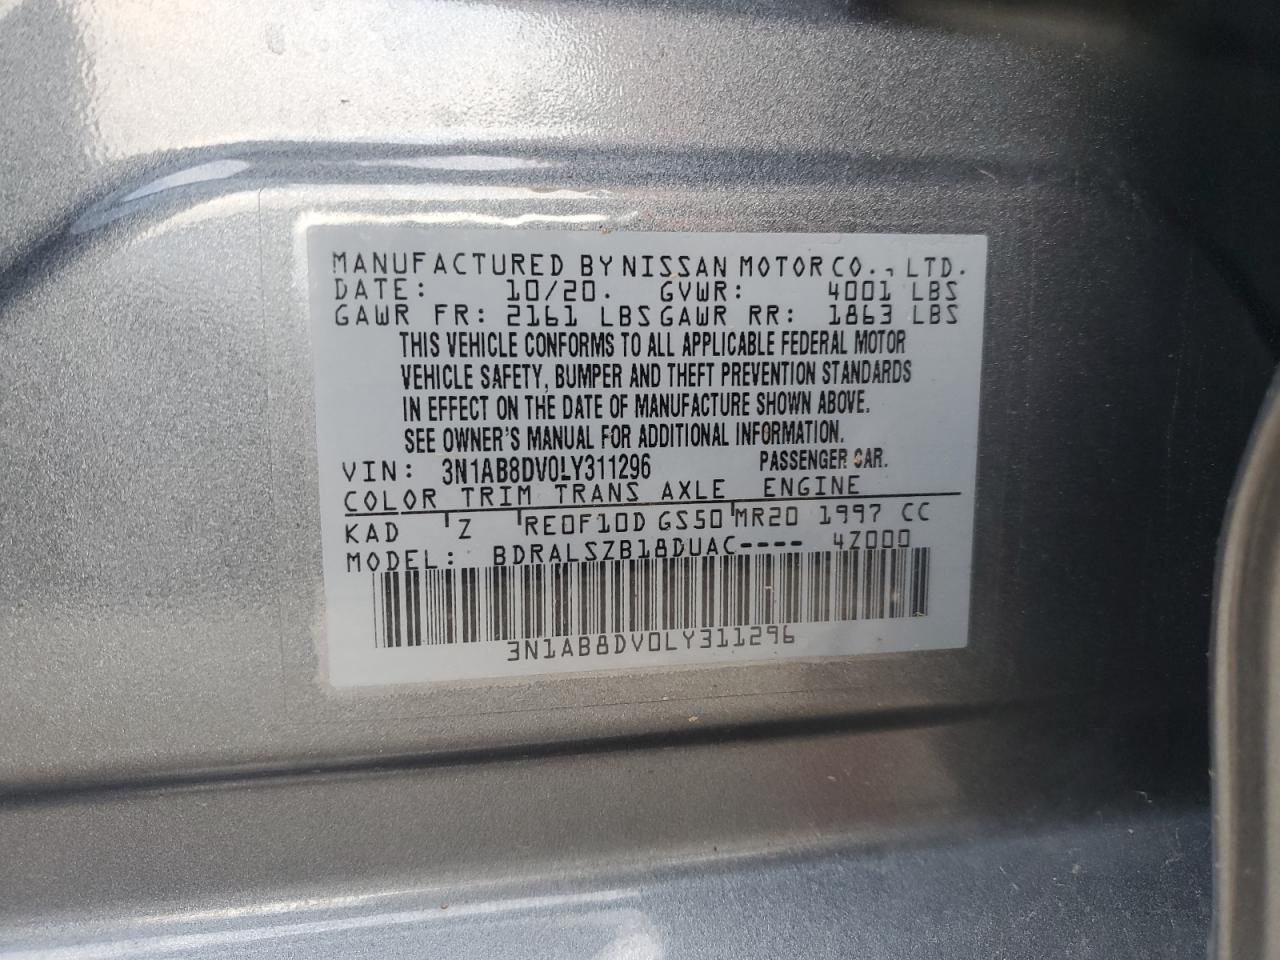 MANUFACTURED BY NISSAN MOTOR CO., LTD.
DATE: 10/20. GVWR: 4001 LBS
GAWR FR: 2161 LBS GAWR RR: 1863 LBS
THIS VEHICLE CONFORMS TO ALL APPLICABLE FEDERAL MOTOR
VEHICLE SAFETY, BUMPER AND THEFT PREVENTION STANDARDS
IN EFFECT ON THE DATE OF MANUFACTURE SHOWN ABOVE.
SEE OWNER'S MANUAL FOR ADDITIONAL INFORMATION.
VIN: 3N1AB8DV0LY311296 PASSENGER CAR.
COLOR TRIM TRANS AXLE ENGINE
KAD Z RE0F10D GS50 MR20 1997 CC
MODEL: BDRALSZB18DUAC---- 4Z000
3N1AB8DV0LY311296